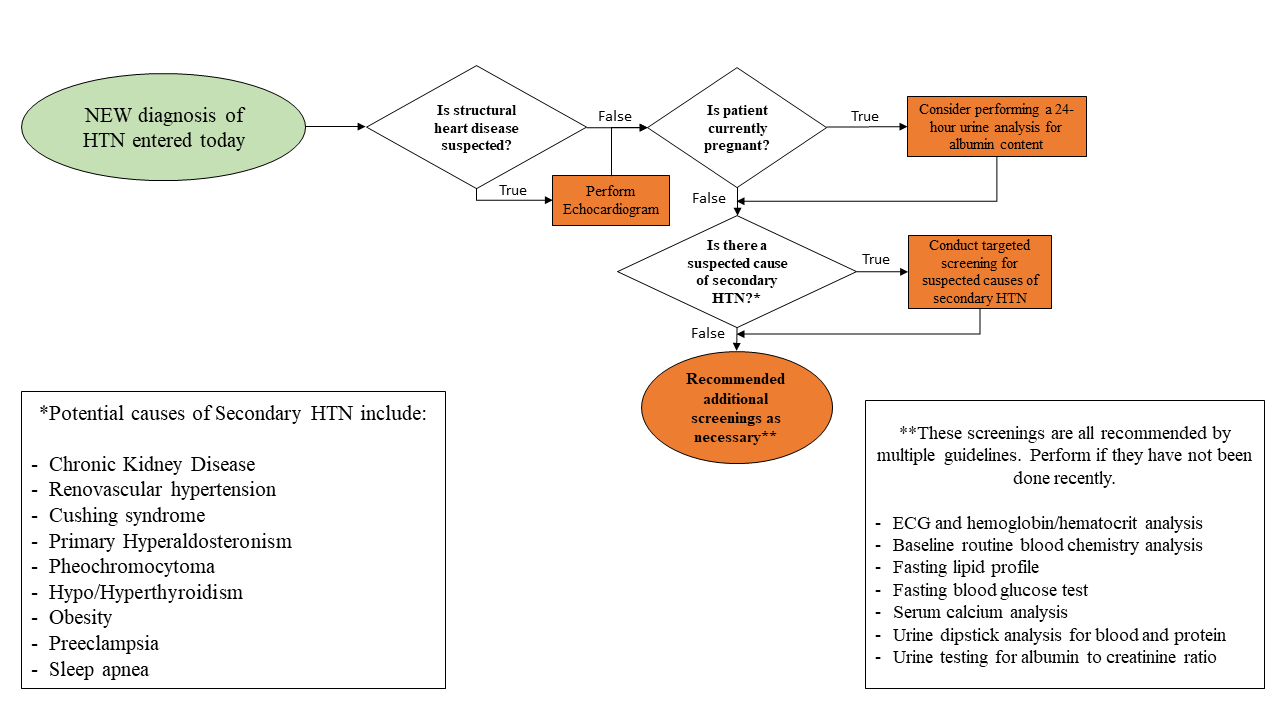 NEW diagnosis of
HTN entered today
Is structural
heart disease
suspected?
False
True
Perform
Echocardiogram
Is patient
currently
pregnant?
True
Consider performing a 24-
hour urine analysis for
albumin content
False
Is there a
suspected cause
of secondary
HTN?*
True
Conduct targeted
screening for
suspected causes of
secondary HTN
False
Recommended
additional
screenings as
necessary**
*Potential causes of Secondary HTN include:
- Chronic Kidney Disease
- Renovascular hypertension
- Cushing syndrome
- Primary Hyperaldosteronism
- Pheochromocytoma
- Hypo/Hyperthyroidism
- Obesity
- Preeclampsia
- Sleep apnea
**These screenings are all recommended by
multiple guidelines. Perform if they have not been
done recently.
- ECG and hemoglobin/hematocrit analysis
- Baseline routine blood chemistry analysis
- Fasting lipid profile
- Fasting blood glucose test
- Serum calcium analysis
- Urine dipstick analysis for blood and protein
- Urine testing for albumin to creatinine ratio